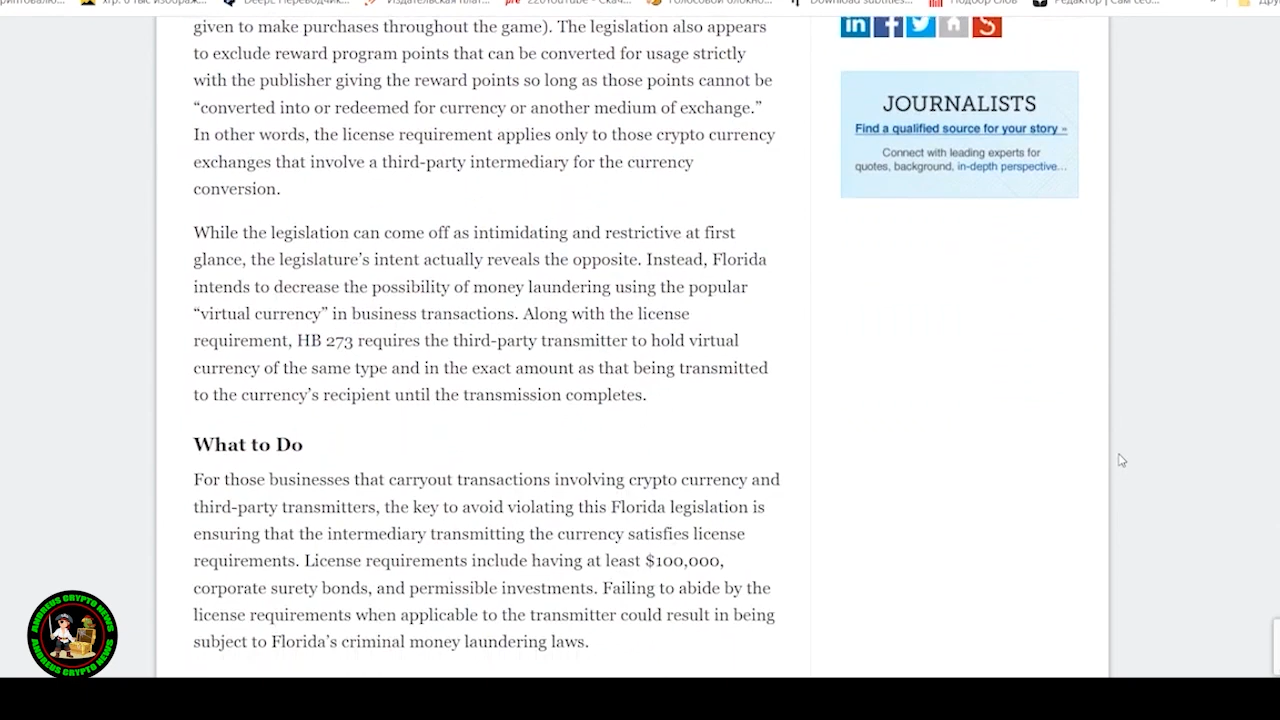 given to make purchases throughout the game). The legislation also appears
to exclude reward program points that can be converted for usage strictly
with the publisher giving the reward points so long as those points cannot be
“converted into or redeemed for currency or another medium of exchange.”
In other words, the license requirement applies only to those crypto currency
exchanges that involve a third-party intermediary for the currency
conversion.
While the legislation can come off as intimidating and restrictive at first
glance, the legislature’s intent actually reveals the opposite. Instead, Florida
intends to decrease the possibility of money laundering using the popular
“virtual currency” in business transactions. Along with the license
requirement, HB 273 requires the third-party transmitter to hold virtual
currency of the same type and in the exact amount as that being transmitted
to the currency’s recipient until the transmission completes.
What to Do
For those businesses that carryout transactions involving crypto currency and
third-party transmitters, the key to avoid violating this Florida legislation is
ensuring that the intermediary transmitting the currency satisfies license
requirements. License requirements include having at least $100,000,
corporate surety bonds, and permissible investments. Failing to abide by the
license requirements when applicable to the transmitter could result in being
subject to Florida’s criminal money laundering laws.
JOURNALISTS
Find a qualified source for your story »
Connect with leading experts for
quotes, background, in-depth perspective...
ANDREUS CRYPTO NEWS
ANDREUS CRYPTO NEWS